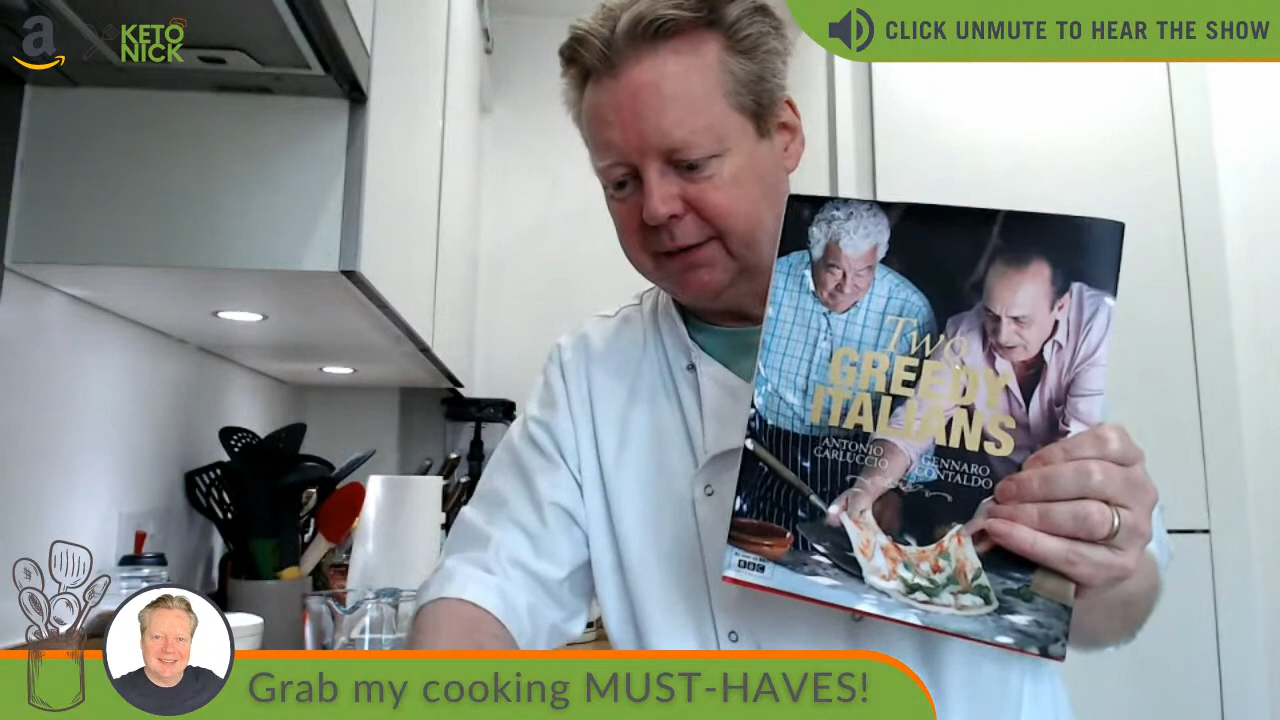 a
KETO
NICK
CLICK UNMUTE TO HEAR THE SHOW
Two
GREEDY
ITALIANS
ANTONIO
CARLUCCIO
GENNARO
CONTALDO
BBC
Grab my cooking MUST-HAVES!